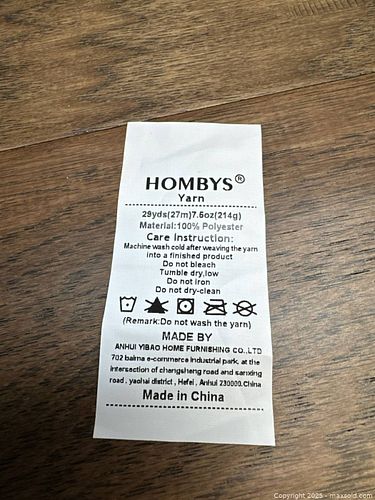 HOMBYS®
Yarn
29yds(27m)7.6oz(214g)
Material:100% Polyester
Care Instruction:
Machine wash cold after weaving the yarn
into a finished product
Do not bleach
Tumble dry,low
Do not iron
Do not dry-clean
(Remark:Do not wash the yarn)
MADE BY
ANHUI YIBAO HOME FURNISHING CO.,LTD
702 baima e-commerce industrial park, at the
intersection of changsheng road and sanxing
road, yaohai district, Hefei, Anhui 230000,China
Made in China
Copyright 2025 - maxsold.com